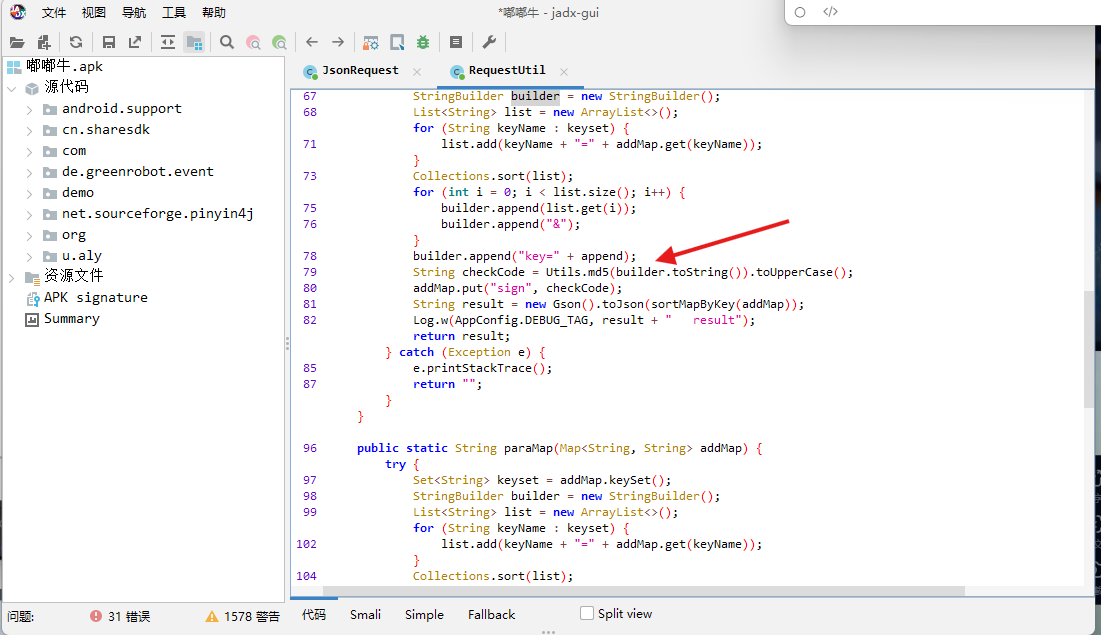 文件 视图 导航 工具 帮助 *嘟嘟牛 - jadx-gui
</>
嘟嘟牛.apk
源代码
android.support
cn.sharesdk
com
de.greenrobot.event
demo
net.sourceforge.pinyin4j
org
u.aly
资源文件
APK signature
Summary
JsonRequest RequestUtil
67 StringBuilder builder = new StringBuilder();
68 List<String> list = new ArrayList<>();
for (String keyName : keyset) {
71 list.add(keyName + "=" + addMap.get(keyName));
}
73 Collections.sort(list);
for (int i = 0; i < list.size(); i++) {
75 builder.append(list.get(i));
76 builder.append("&");
}
78 builder.append("key=" + append);
79 String checkCode = Utils.md5(builder.toString()).toUpperCase();
80 addMap.put("sign", checkCode);
81 String result = new Gson().toJson(sortMapByKey(addMap));
82 Log.w(AppConfig.DEBUG_TAG, result + "   result");
return result;
} catch (Exception e) {
85 e.printStackTrace();
87 return "";
}
}
96 public static String paraMap(Map<String, String> addMap) {
try {
97 Set<String> keyset = addMap.keySet();
98 StringBuilder builder = new StringBuilder();
99 List<String> list = new ArrayList<>();
for (String keyName : keyset) {
102 list.add(keyName + "=" + addMap.get(keyName));
}
104 Collections.sort(list);
问题: 31 错误 1578 警告 代码 Smali Simple Fallback Split view